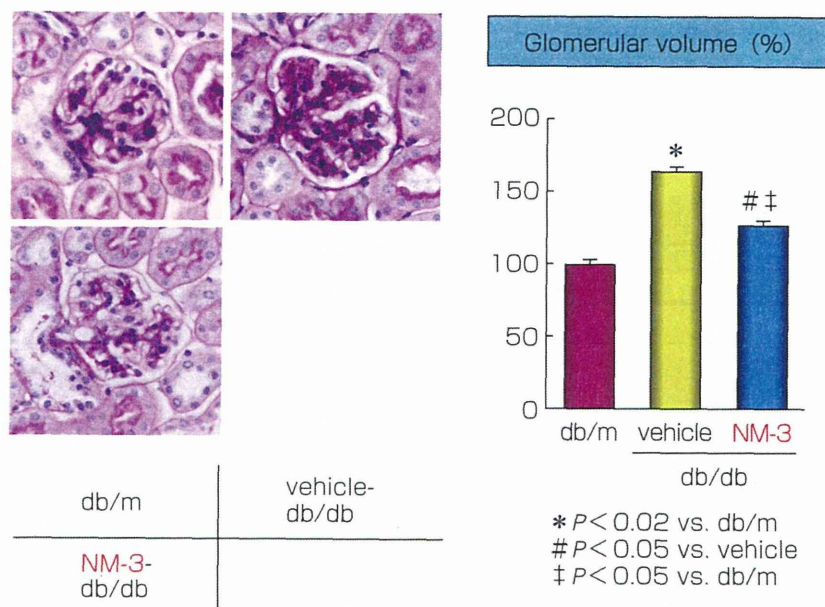 Glomerular volume (%)
200
150
100
50
0
*
# ‡
db/m vehicle NM-3
db/db
* P < 0.02 vs. db/m
# P < 0.05 vs. vehicle
‡ P < 0.05 vs. db/m
db/m
vehicle-
db/db
NM-3-
db/db